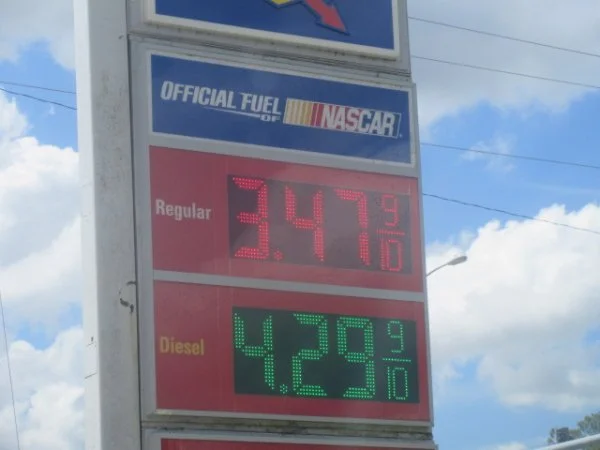 OFFICIAL FUEL
OF
NASCAR
Regular 3.47 9/10
Diesel 4.29 9/10